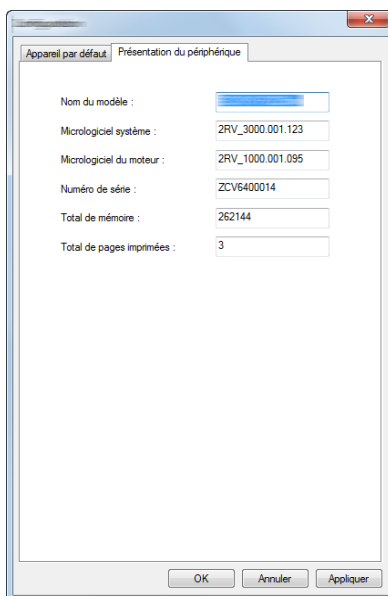 Appareil par défaut
Présentation du périphérique
Nom du modèle :
Micrologiciel système :
2RV_3000.001.123
Micrologiciel du moteur :
2RV_1000.001.095
Numéro de série :
ZCV6400014
Total de mémoire :
262144
Total de pages imprimées :
3
OK
Annuler
Appliquer